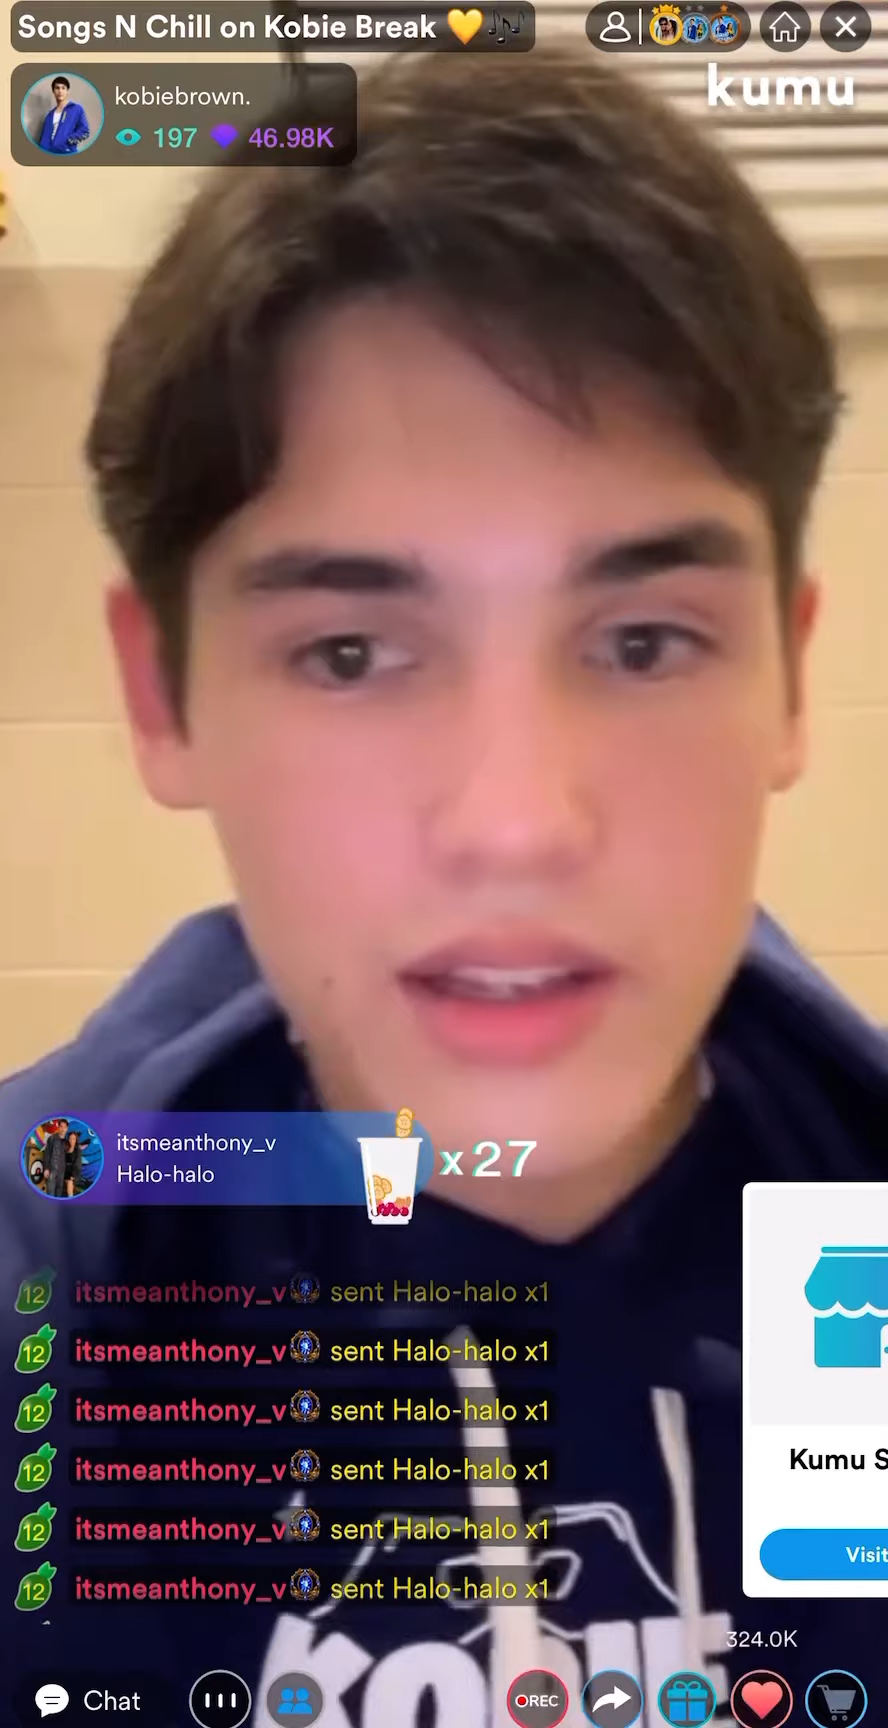 Songs N Chill on Kobie Break 💛🎶
kumu
kobiebrown.
197 46.98K
itsmeanthony_v
Halo-halo
x27
12 itsmeanthony_v sent Halo-halo x1
12 itsmeanthony_v sent Halo-halo x1
12 itsmeanthony_v sent Halo-halo x1
12 itsmeanthony_v sent Halo-halo x1
12 itsmeanthony_v sent Halo-halo x1
12 itsmeanthony_v sent Halo-halo x1
Kumu S
Visit
KOBIE
324.0K
Chat
REC